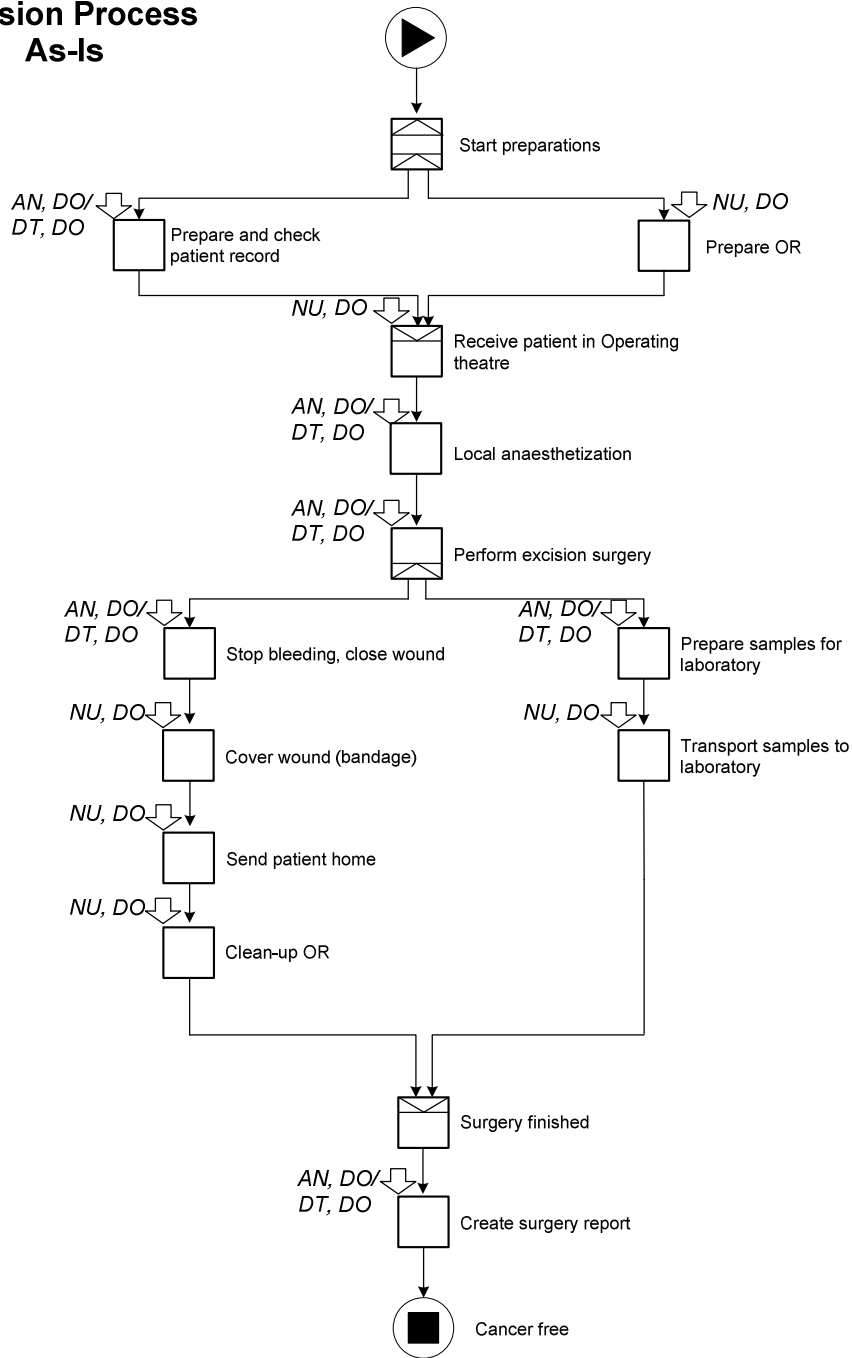 sion Process
As-Is
Start preparations
AN, DO/
DT, DO
Prepare and check
patient record
NU, DO
Prepare OR
NU, DO
Receive patient in Operating
theatre
AN, DO/
DT, DO
Local anaesthetization
AN, DO/
DT, DO
Perform excision surgery
AN, DO/
DT, DO
Stop bleeding, close wound
AN, DO/
DT, DO
Prepare samples for
laboratory
NU, DO
Cover wound (bandage)
NU, DO
Transport samples to
laboratory
NU, DO
Send patient home
NU, DO
Clean-up OR
Surgery finished
AN, DO/
DT, DO
Create surgery report
Cancer free